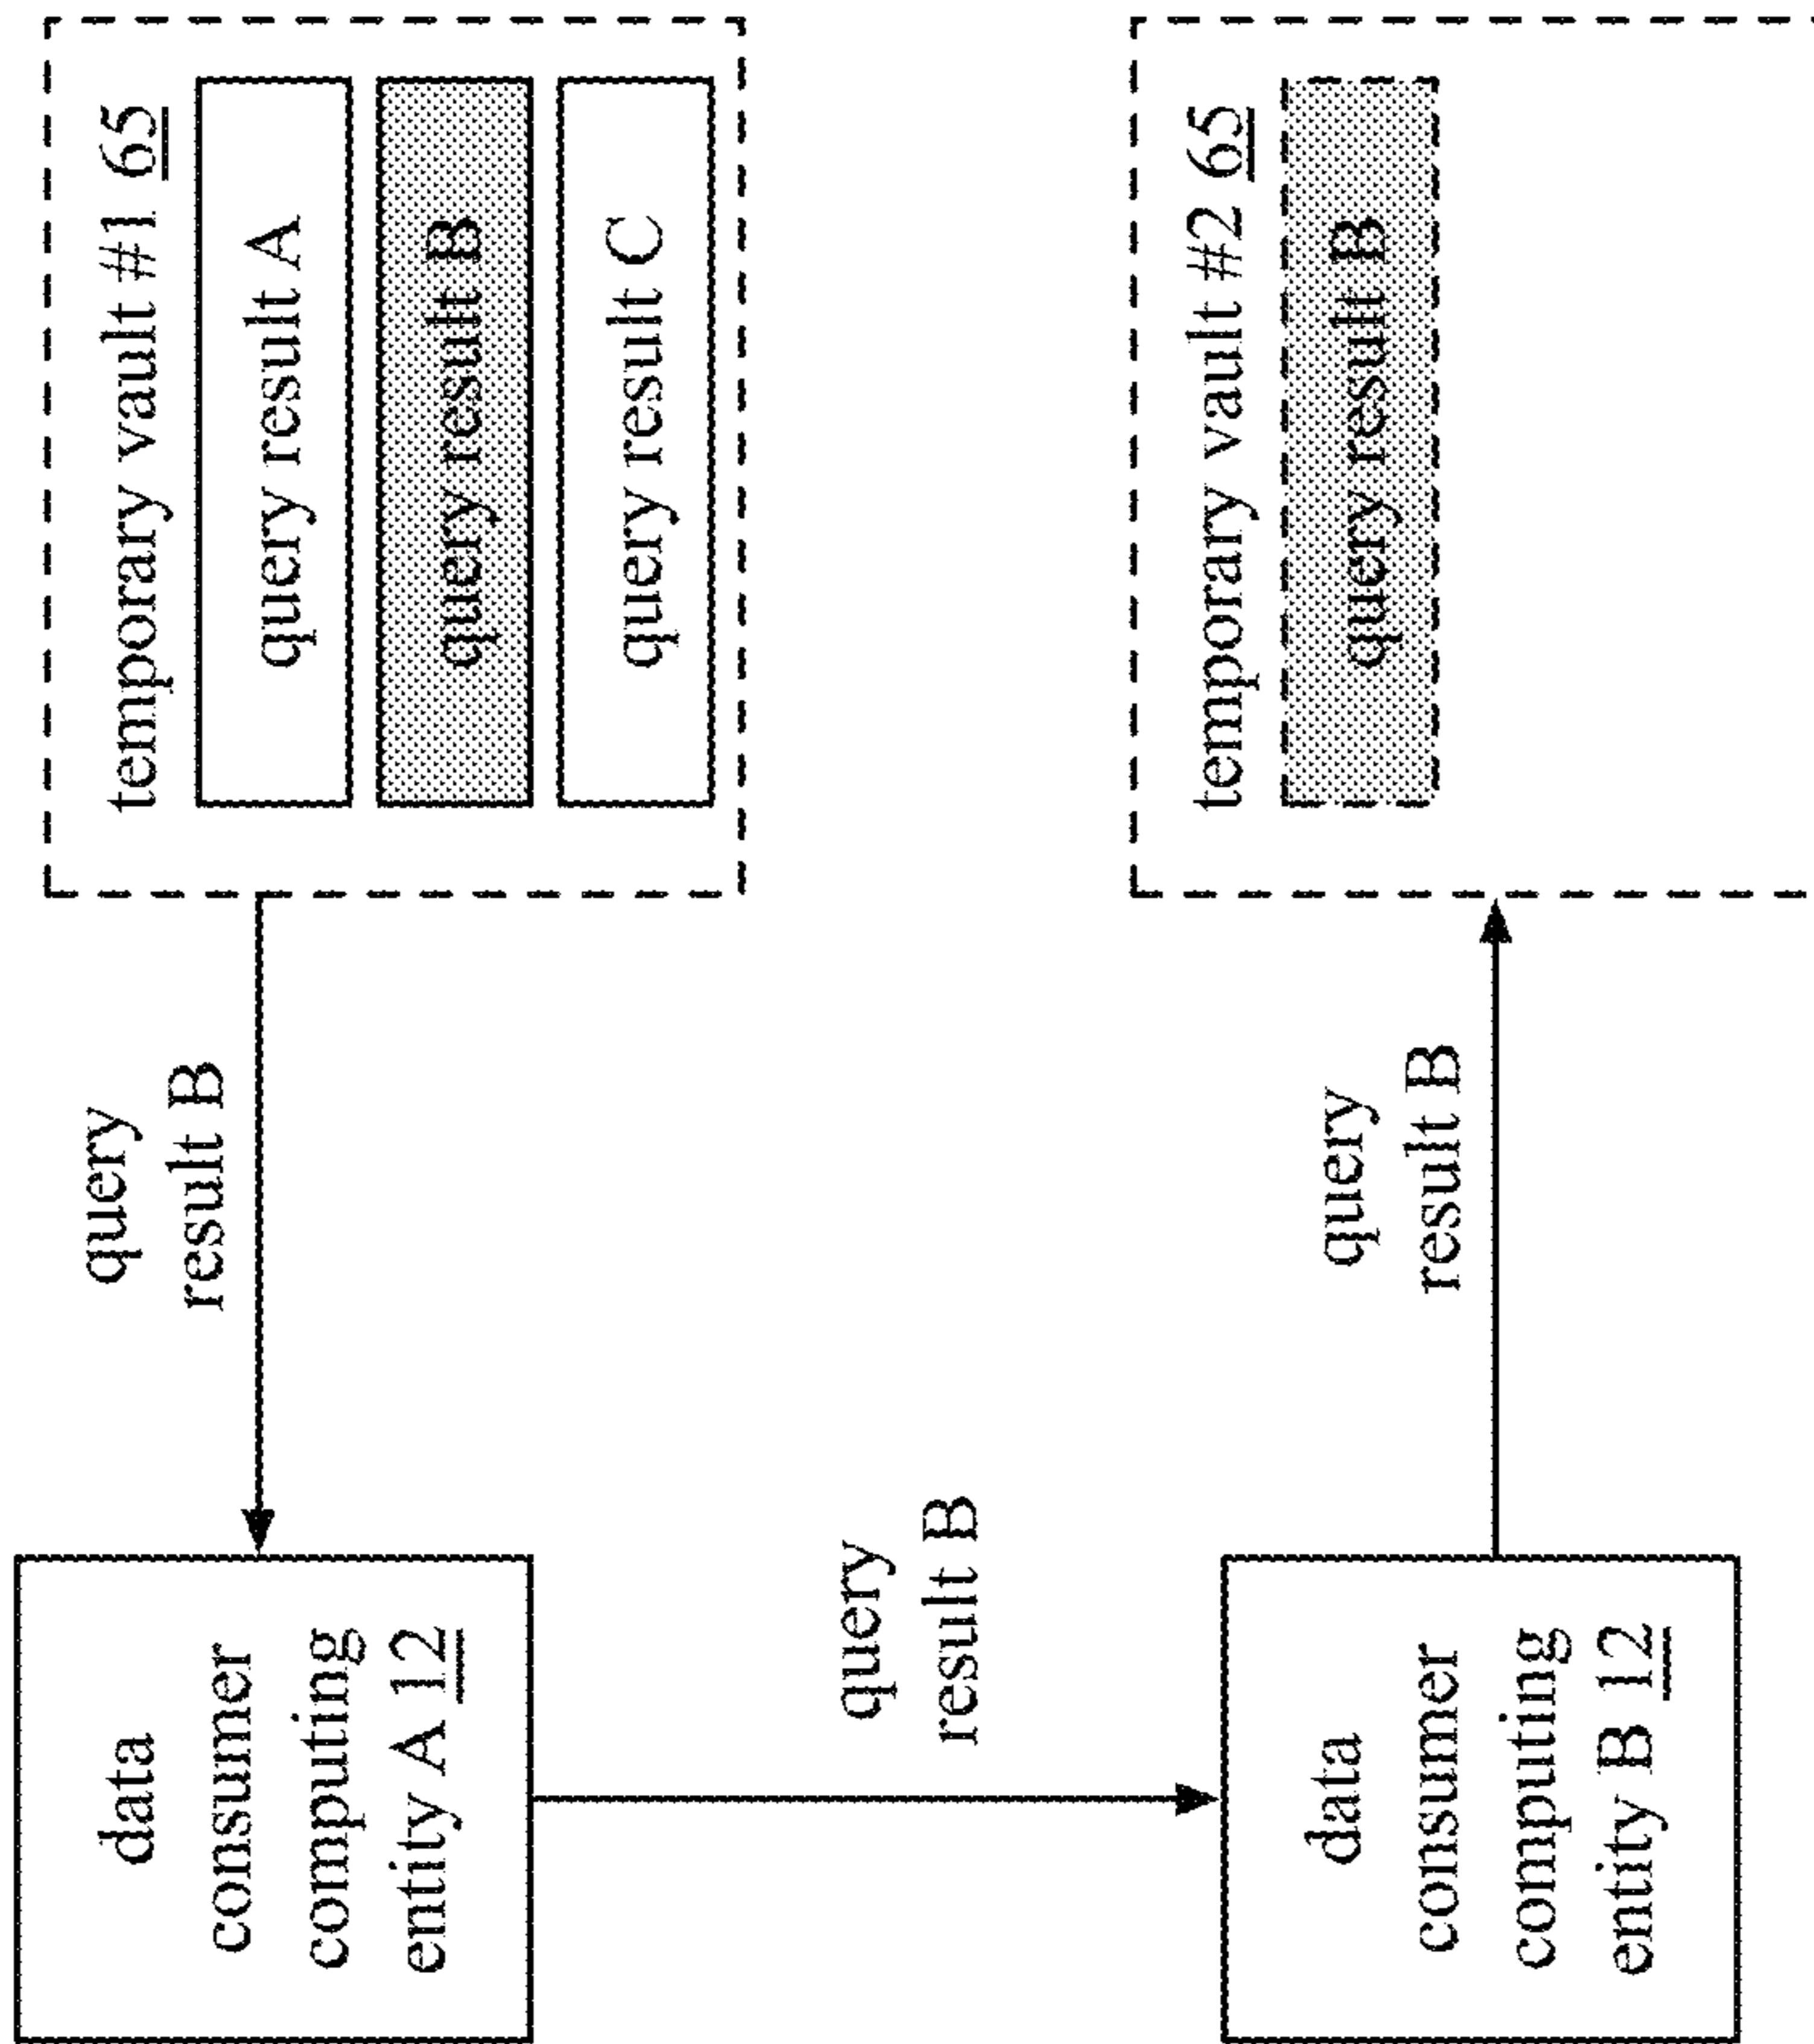 data
consumer
computing
entity A 12
query
result B
temporary vault #1 65
query result A
query result B
query result C
query
result B
data
consumer
computing
entity B 12
query
result B
temporary vault #2 65
query result B